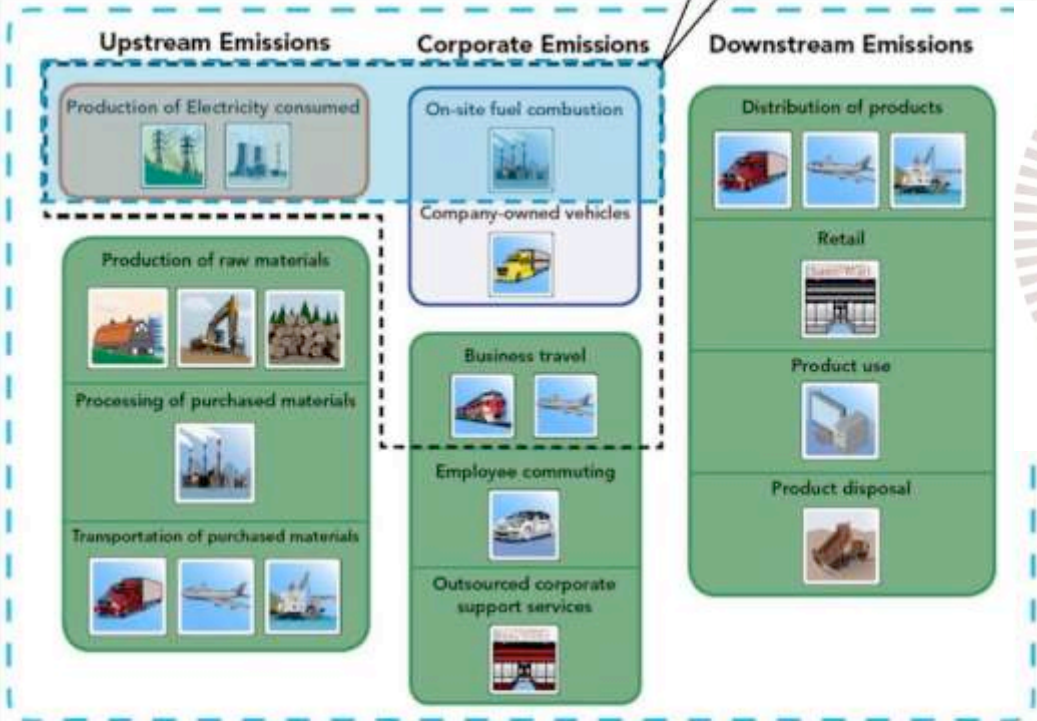 Upstream Emissions
Production of Electricity consumed
Production of raw materials
Processing of purchased materials
Transportation of purchased materials
Corporate Emissions
On-site fuel combustion
Company-owned vehicles
Business travel
Employee commuting
Outsourced corporate
support services
Downstream Emissions
Distribution of products
Retail
Product use
Product disposal